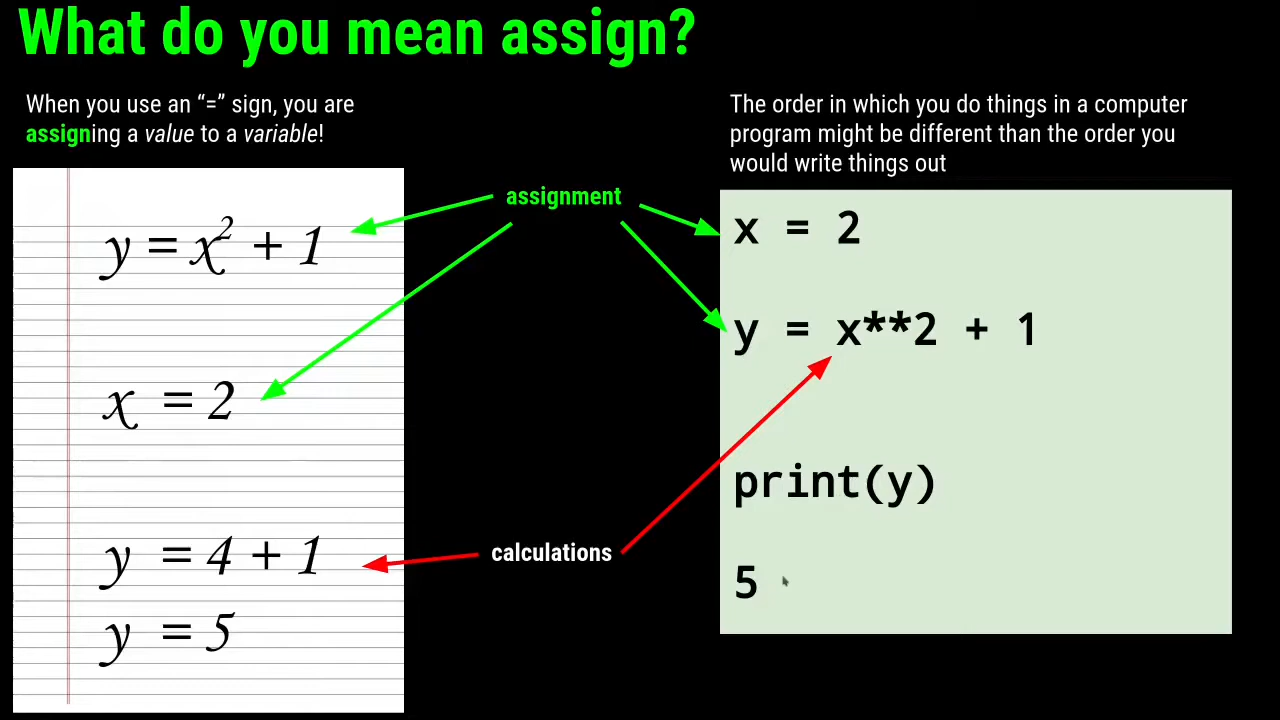 What do you mean assign?
When you use an “=” sign, you are
assigning a value to a variable!
The order in which you do things in a computer
program might be different than the order you
would write things out
assignment
y = x² + 1
x = 2
y = 4 + 1
y = 5
calculations
x = 2
y = x**2 + 1
print(y)
5